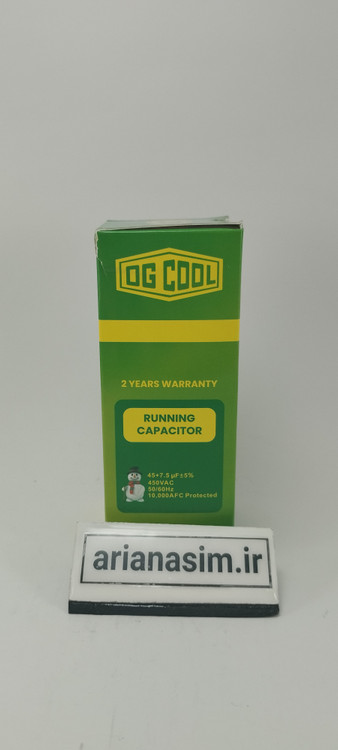 OG COOL
2 YEARS WARRANTY
RUNNING
CAPACITOR
45+7.5 µF±5%
450VAC
50/60Hz
10,000AFC Protected
arianasim.ir